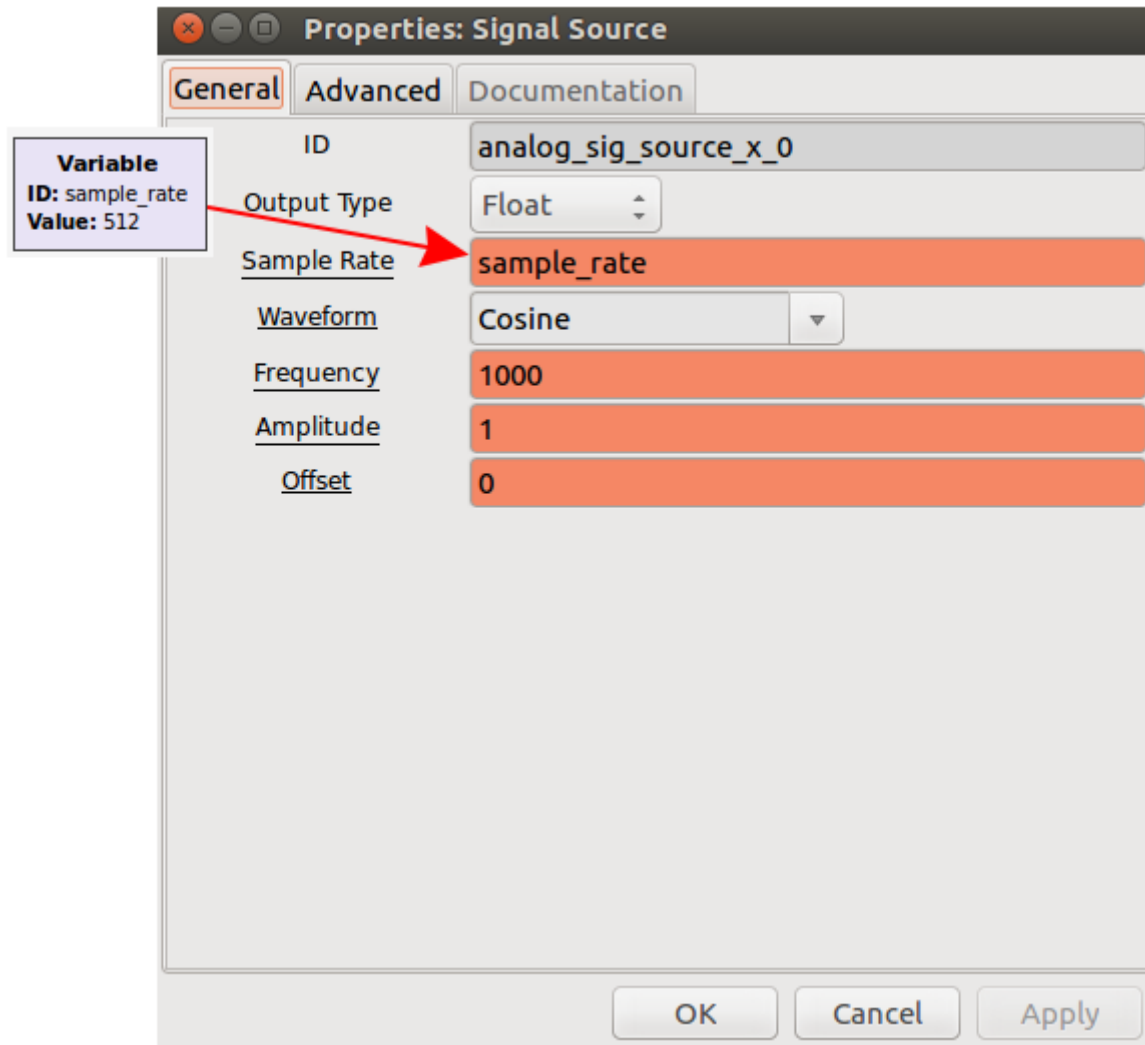 Properties: Signal Source
General Advanced Documentation
ID analog_sig_source_x_0
Variable
ID: sample_rate
Value: 512
Output Type Float
Sample Rate sample_rate
Waveform Cosine
Frequency 1000
Amplitude 1
Offset 0
OK Cancel Apply